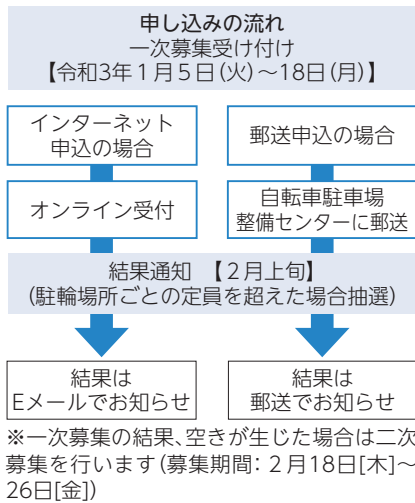 申し込みの流れ
一次募集受け付け
【令和3年1月5日(火)~18日(月)】
インターネット
申込の場合
郵送申込の場合
オンライン受付
自転車駐車場
整備センターに郵送
結果通知 【2月上旬】
(駐輪場所ごとの定員を超えた場合抽選)
結果は
Eメールでお知らせ
結果は
郵送でお知らせ
※一次募集の結果、空きが生じた場合は二次
募集を行います(募集期間:2月18日[木]~
26日[金])